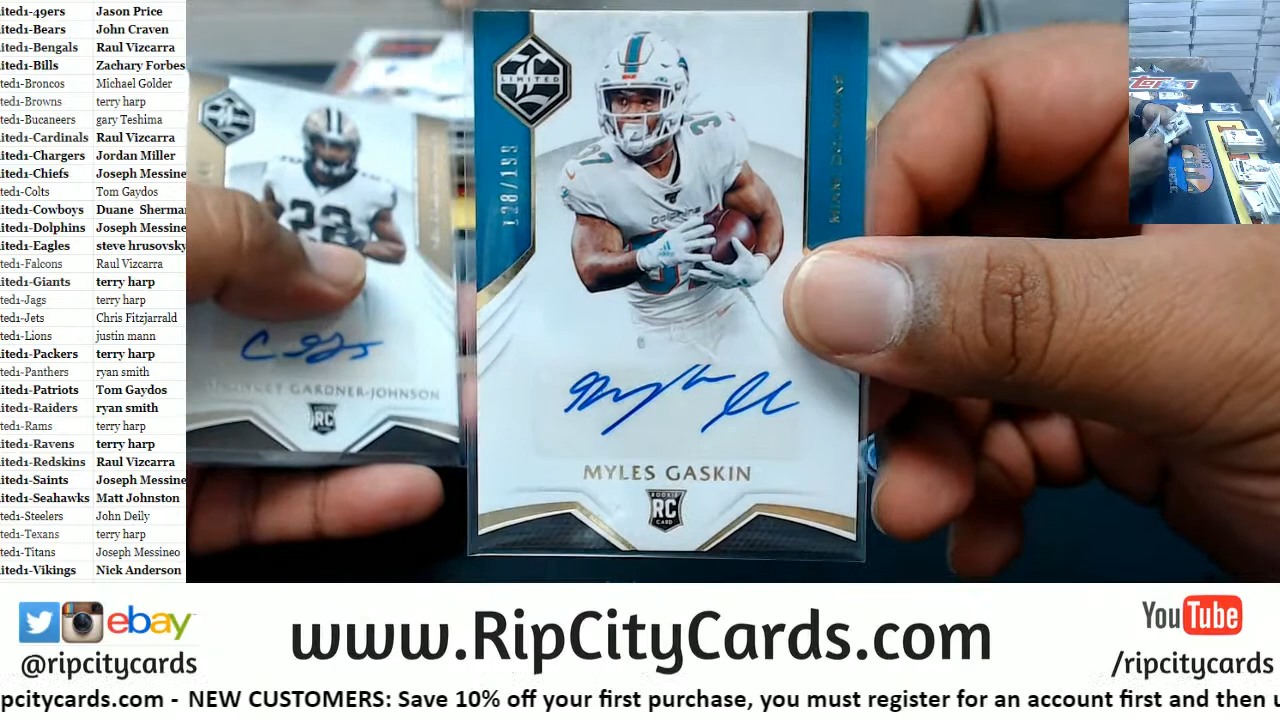 ited1-49ers Jason Price
ited1-Bears John Craven
ited1-Bengals Raul Vizcarra
ited1-Bills Zachary Forbes
ted1-Broncos Michael Golder
ted1-Browns terry harp
ted1-Bucaneers gary Teshima
ited1-Cardinals Raul Vizcarra
ited1-Chargers Jordan Miller
ited1-Chiefs Joseph Messine
ted1-Colts Tom Gaydos
ited1-Cowboys Duane Sherma
ited1-Dolphins Joseph Messine
ited1-Eagles steve hrusovsky
ted1-Falcons Raul Vizcarra
ited1-Giants terry harp
ted1-Jags terry harp
ted1-Jets Chris Fitzjarrald
ted1-Lions justin mann
ited1-Packers terry harp
ted1-Panthers ryan smith
ited1-Patriots Tom Gaydos
ited1-Raiders ryan smith
ted1-Rams terry harp
ited1-Ravens terry harp
ited1-Redskins Raul Vizcarra
ited1-Saints Joseph Messine
ited1-Seahawks Matt Johnston
ted1-Steelers John Deily
ted1-Texans terry harp
ted1-Titans Joseph Messineo
ited1-Vikings Nick Anderson
22
GARDNER-JOHNSON
RC
LIMITED
128/199
MIAMI DOLPHINS
37
DOLPHINS
MYLES GASKIN
ROOKIE
RC
CARD
Topps
ebay
@ripcitycards
www.RipCityCards.com
YouTube
/ripcitycards
pcitycards.com - NEW CUSTOMERS: Save 10% off your first purchase, you must register for an account first and then u